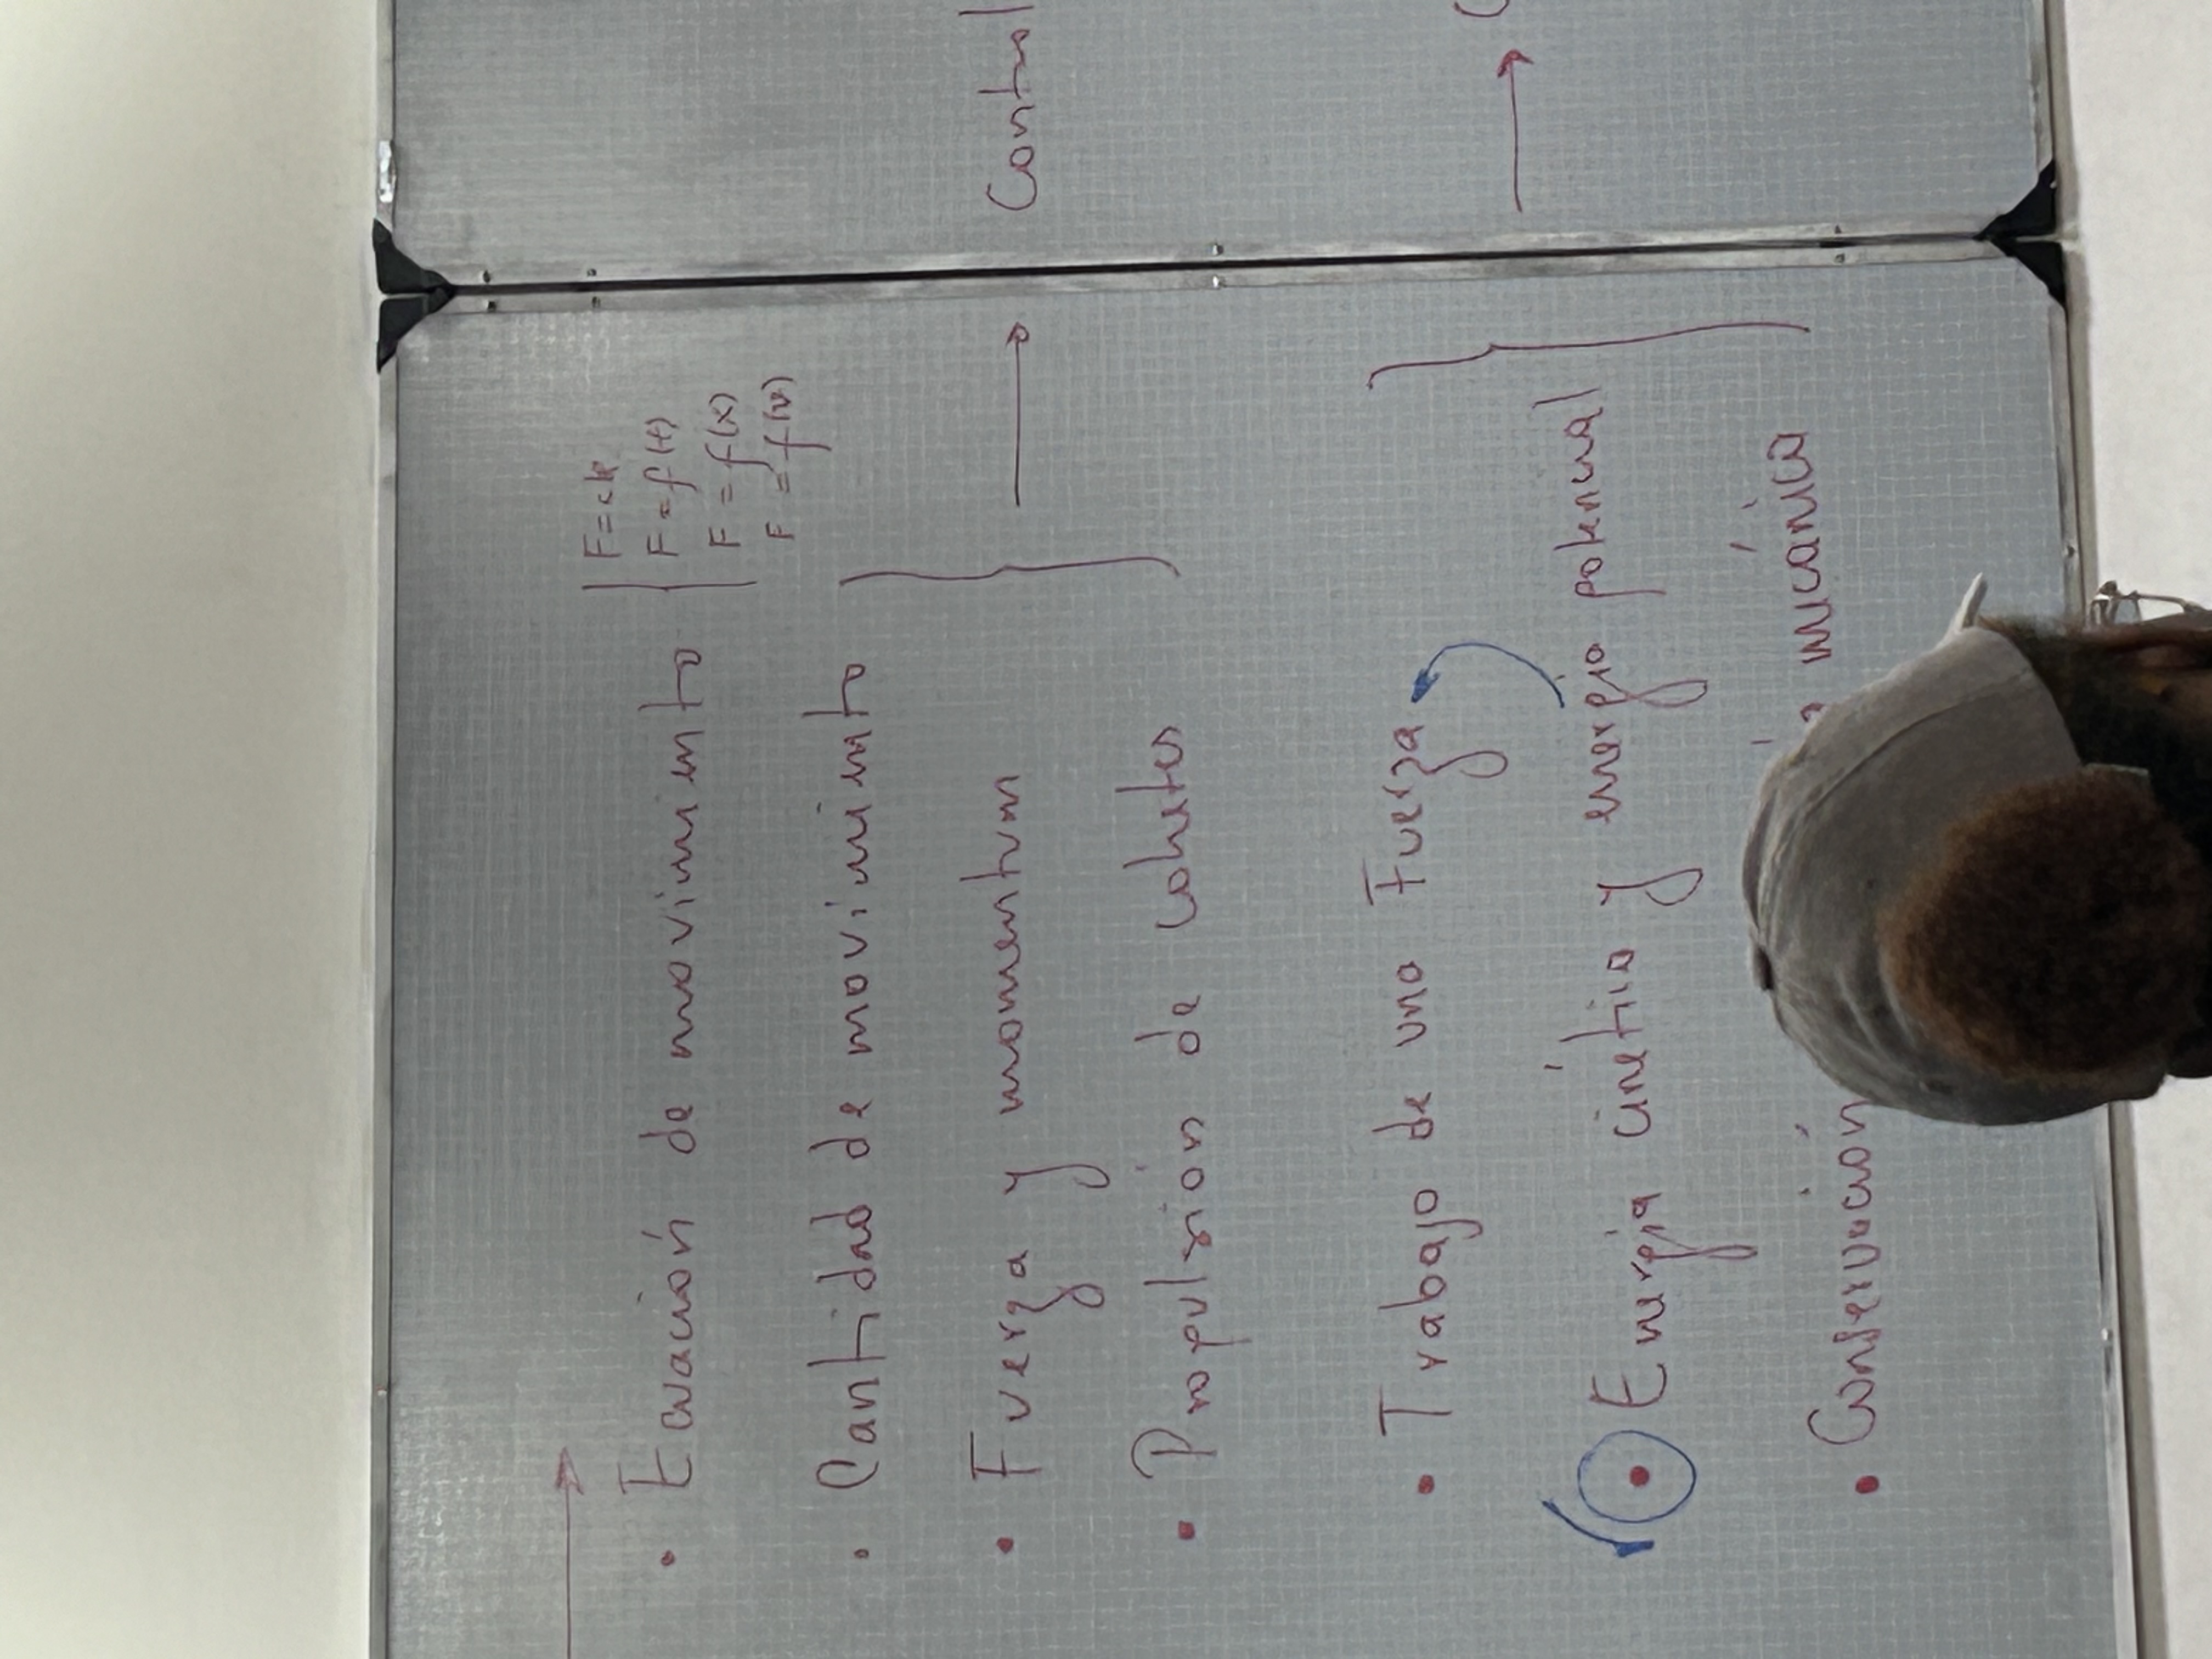 • Ecuación de movimiento
F = cte
F = f(t)
F = f(x)
F = f(v)
• Cantidad de movimiento
• Fuerza y momentum
→ Control
• Propulsión de cohetes
• Trabajo de una Fuerza
• Energía cinética y energía potencial
→ C
• Conservación mecánica